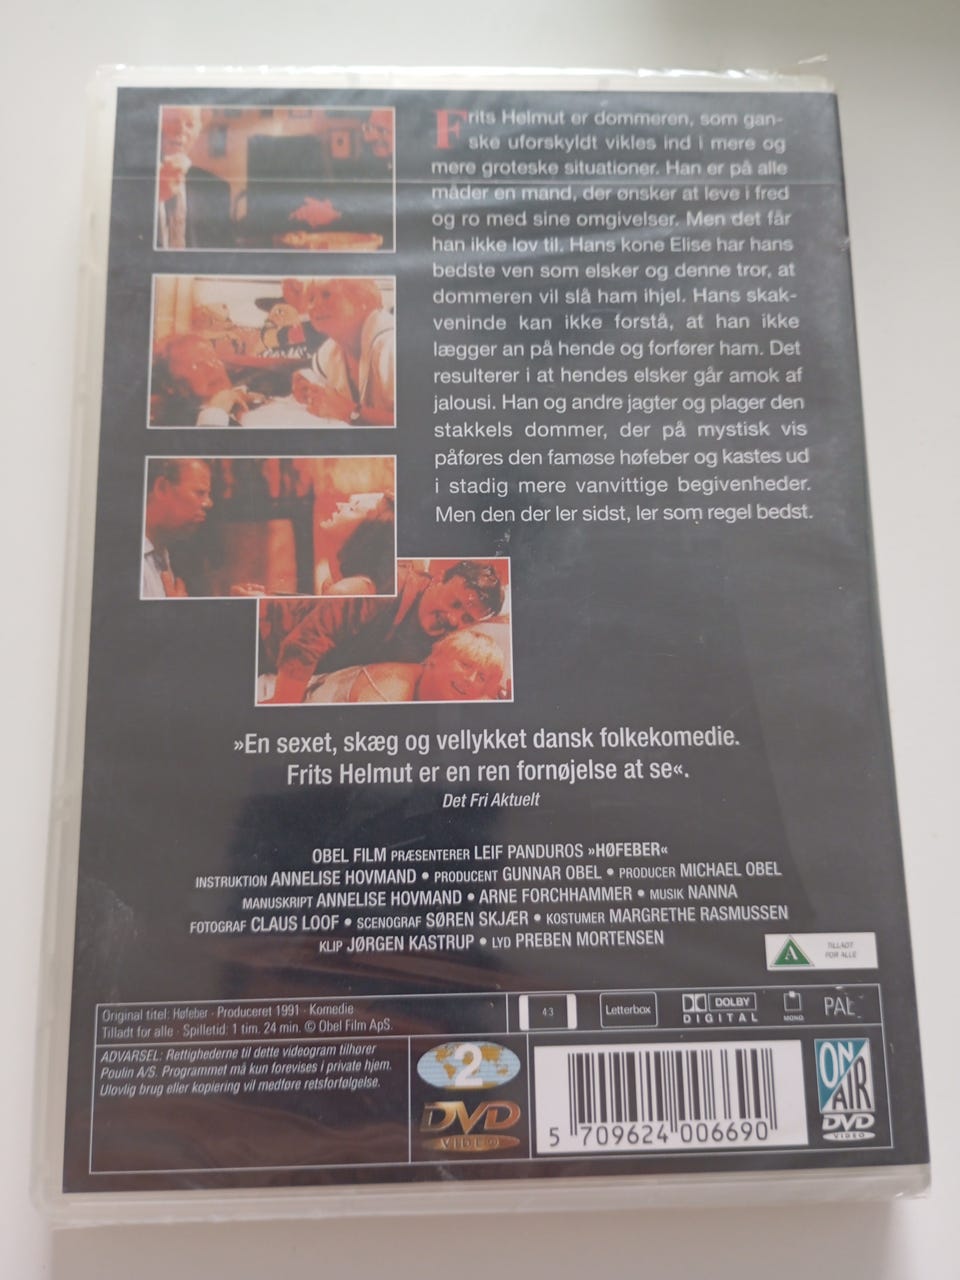 Frits Helmut er dommeren, som gan-
ske uforskyldt vikles ind i mere og
mere groteske situationer. Han er på alle
måder en mand, der ønsker at leve i fred
og ro med sine omgivelser. Men det får
han ikke lov til. Hans kone Elise har hans
bedste ven som elsker og denne tror, at
dommeren vil slå ham ihjel. Hans skak-
veninde kan ikke forstå, at han ikke
lægger an på hende og forfører ham. Det
resulterer i at hendes elsker går amok af
jalousi. Han og andre jagter og plager den
stakkels dommer, der på mystisk vis
påføres den famøse høfeber og kastes ud
i stadig mere vanvittige begivenheder.
Men den der ler sidst, ler som regel bedst.
»En sexet, skæg og vellykket dansk folkekomedie.
Frits Helmut er en ren fornøjelse at se«.
Det Fri Aktuelt
OBEL FILM PRÆSENTERER LEIF PANDUROS »HØFEBER«
INSTRUKTION ANNELISE HOVMAND • PRODUCENT GUNNAR OBEL • PRODUCER MICHAEL OBEL
MANUSKRIPT ANNELISE HOVMAND • ARNE FORCHHAMMER • MUSIK NANNA
FOTOGRAF CLAUS LOOF • SCENOGRAF SØREN SKJÆR • KOSTUMER MARGRETHE RASMUSSEN
KLIP JØRGEN KASTRUP • LYD PREBEN MORTENSEN
A TILLADT
FOR ALLE
Original titel: Høfeber · Produceret 1991 · Komedie
Tilladt for alle · Spilletid: 1 tim. 24 min. © Obel Film ApS.
4:3
Letterbox
DOLBY
DIGITAL
MONO
PAL
ADVARSEL: Rettighederne til dette videogram tilhører
Poulin A/S. Programmet må kun forevises i private hjem.
Ulovlig brug eller kopiering vil medføre retsforfølgelse.
2
DVD
VIDEO
5 709624 006690
ON
AIR
DVD
VIDEO